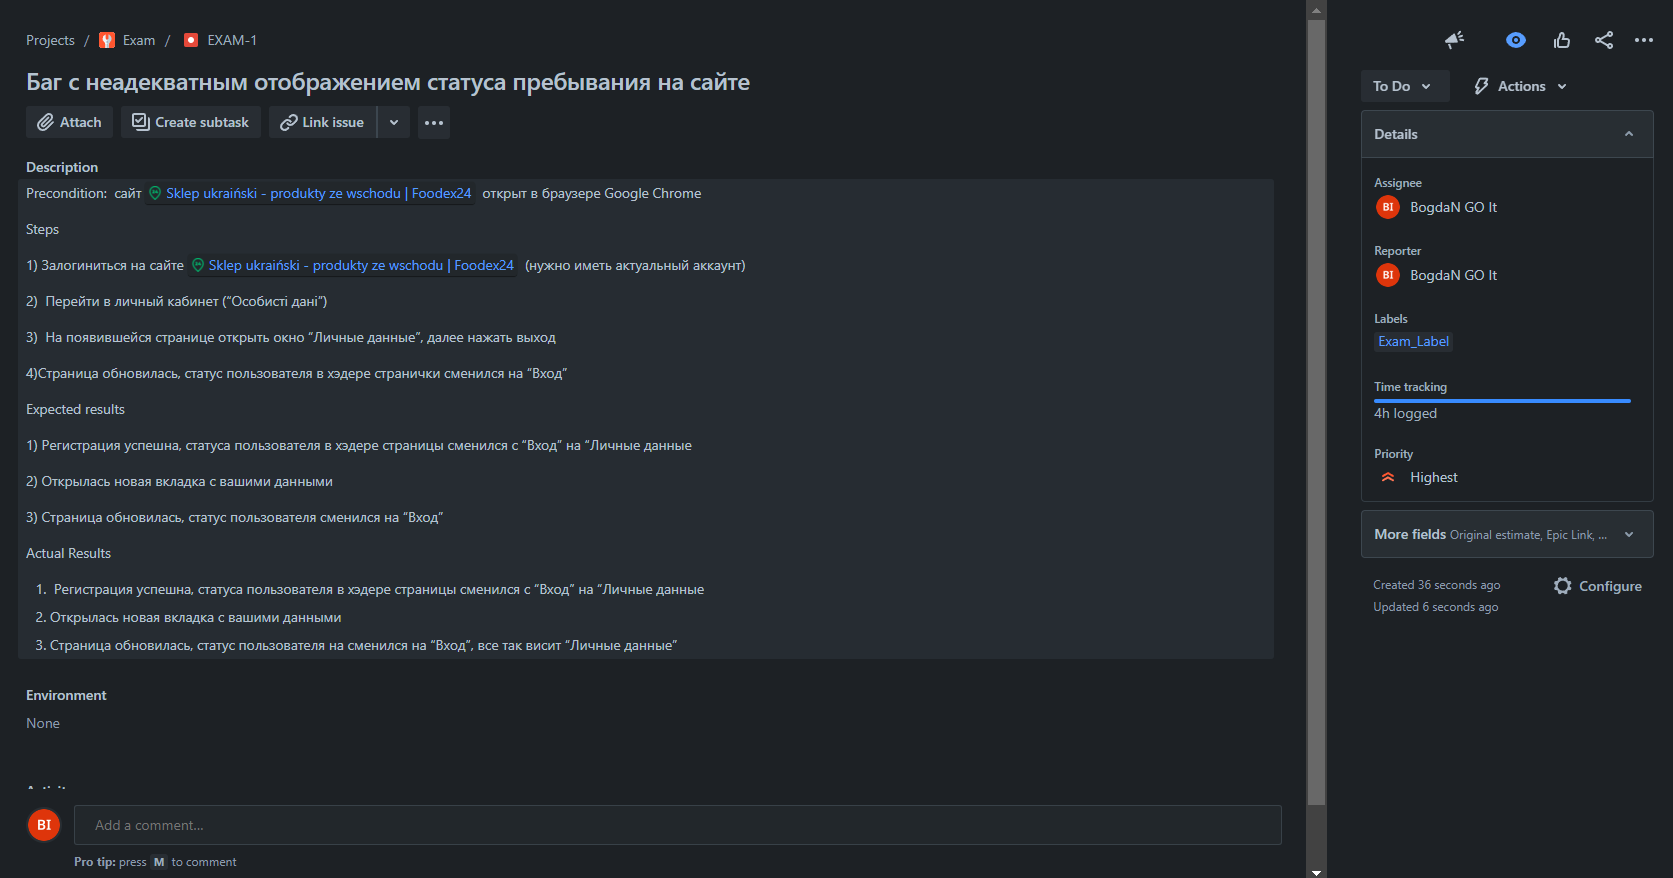 Projects / Exam / EXAM-1
Баг с неадекватным отображением статуса пребывания на сайте
Attach Create subtask Link issue
Description
Precondition: сайт Sklep ukraiński - produkty ze wschodu | Foodex24 открыт в браузере Google Chrome
Steps
1) Залогиниться на сайте Sklep ukraiński - produkty ze wschodu | Foodex24 (нужно иметь актуальный аккаунт)
2) Перейти в личный кабинет (“Особисті дані”)
3) На появившейся странице открыть окно “Личные данные”, далее нажать выход
4)Страница обновилась, статус пользователя в хэдере странички сменился на “Вход”
Expected results
1) Регистрация успешна, статуса пользователя в хэдере страницы сменился с “Вход” на “Личные данные
2) Открылась новая вкладка с вашими данными
3) Страница обновилась, статус пользователя сменился на “Вход”
Actual Results
1. Регистрация успешна, статуса пользователя в хэдере страницы сменился с “Вход” на “Личные данные
2. Открылась новая вкладка с вашими данными
3. Страница обновилась, статус пользователя на сменился на “Вход”, все так висит “Личные данные”
Environment
None
BI
Add a comment...
Pro tip: press M to comment
To Do Actions
Details
Assignee
BI BogdaN GO It
Reporter
BI BogdaN GO It
Labels
Exam_Label
Time tracking
4h logged
Priority
Highest
More fields Original estimate, Epic Link, ...
Created 36 seconds ago Configure
Updated 6 seconds ago